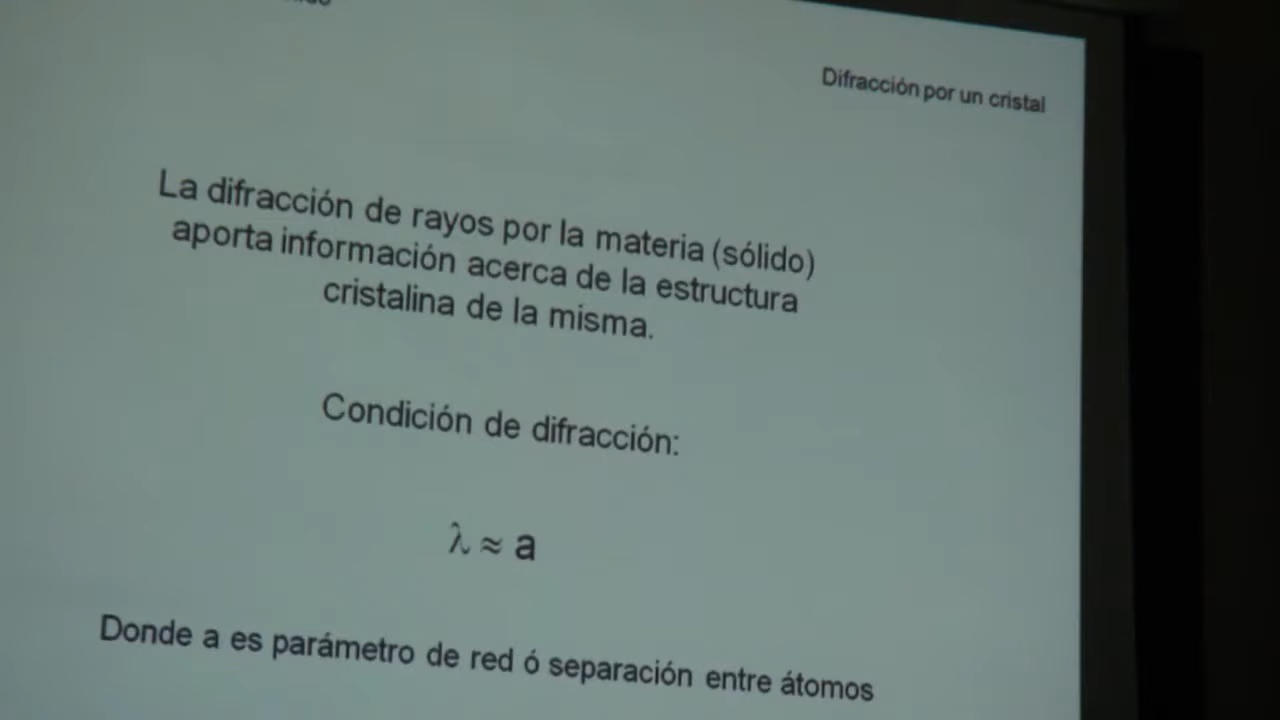 Difracción por un cristal
La difracción de rayos por la materia (sólido)
aporta información acerca de la estructura
cristalina de la misma.
Condición de difracción:
λ ≈ a
Donde a es parámetro de red ó separación entre átomos